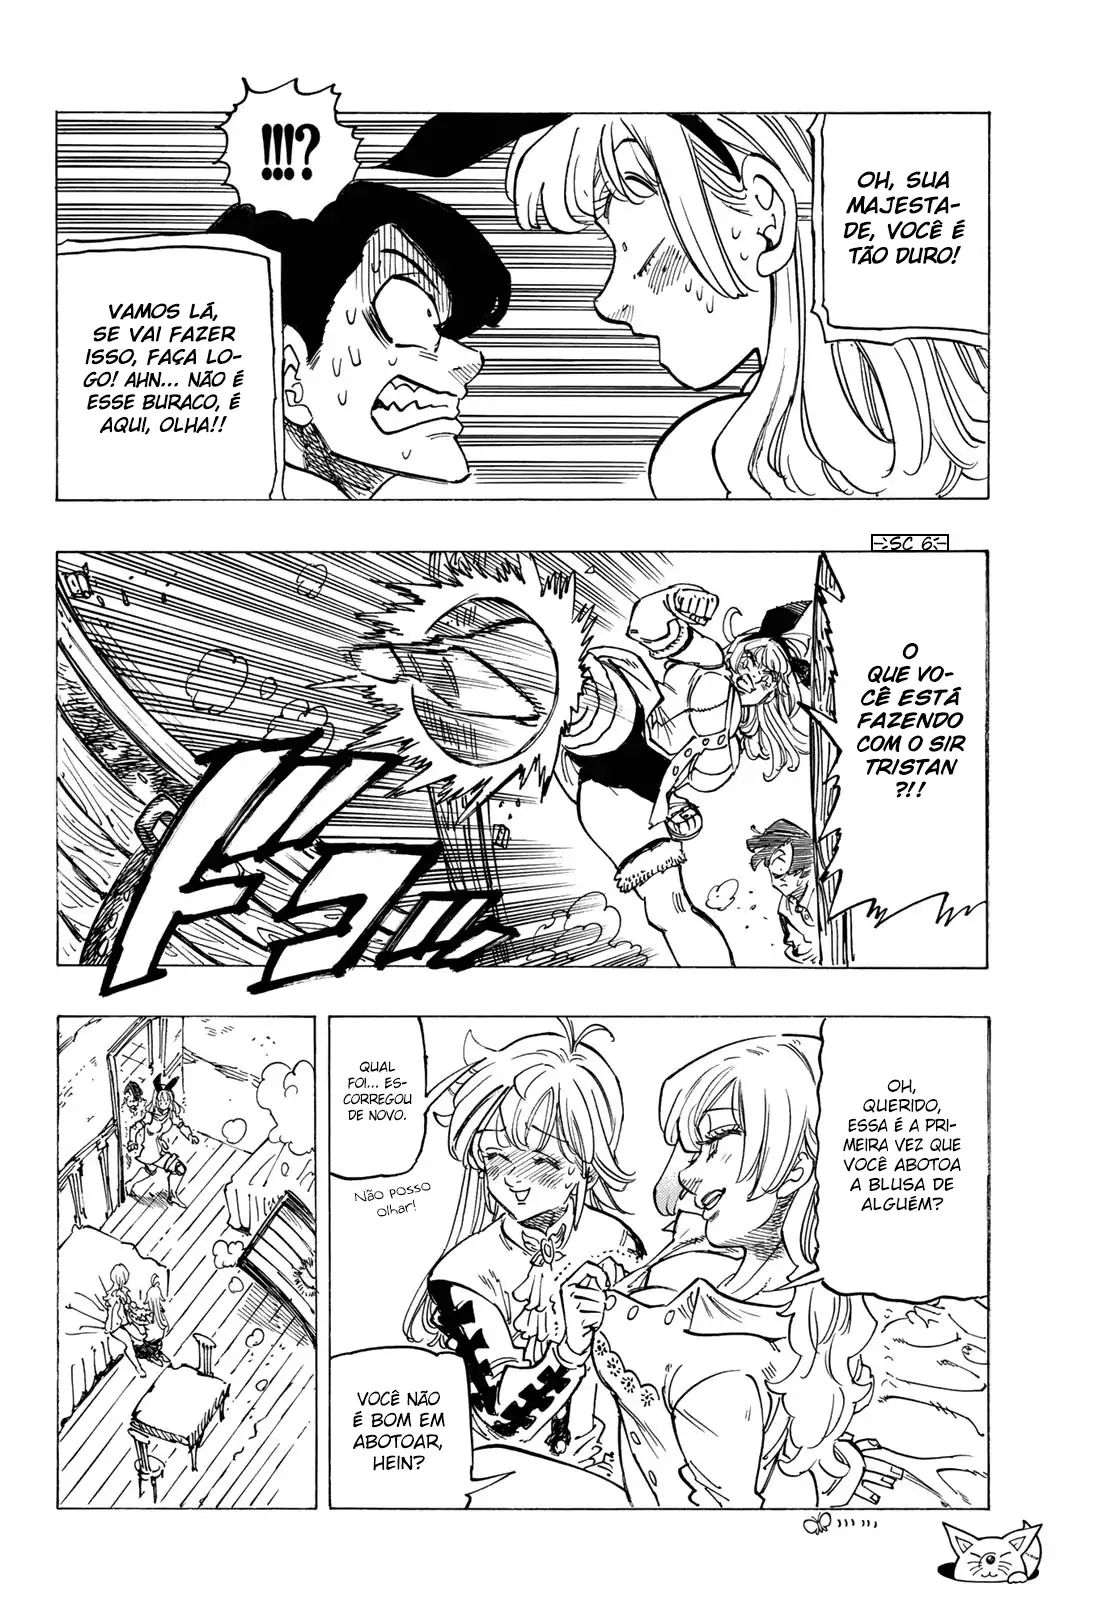 OH, SUA
MAJESTA-
DE, VOCÊ É
TÃO DURO!
!!!?
VAMOS LÁ,
SE VAI FAZER
ISSO, FAÇA LO-
GO! AHN... NÃO É
ESSE BURACO, É
AQUI, OLHA!!
SC 6
O
QUE VO-
CÊ ESTÁ
FAZENDO
COM O SIR
TRISTAN
?!!
ドゴッ
OH,
QUERIDO,
ESSA É A PRI-
MEIRA VEZ QUE
VOCÊ ABOTOA
A BLUSA DE
ALGUÉM?
QUAL
FOI... ES-
CORREGOU
DE NOVO.
Não posso
olhar!
VOCÊ NÃO
É BOM EM
ABOTOAR,
HEIN?